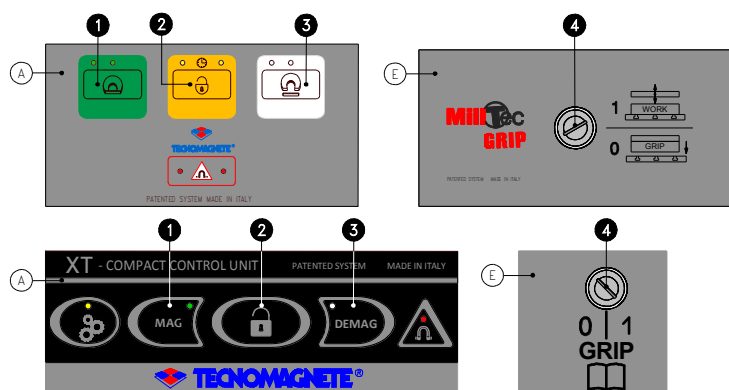 1
2
3
A
TECNOMAGNETE®
PATENTED SYSTEM MADE IN ITALY
4
E
MillTec
GRIP
1
WORK
0
GRIP
PATENTED SYSTEM MADE IN ITALY
1
2
3
A
XT - COMPACT CONTROL UNIT PATENTED SYSTEM MADE IN ITALY
MAG
DEMAG
TECNOMAGNETE®
4
E
0 1
GRIP